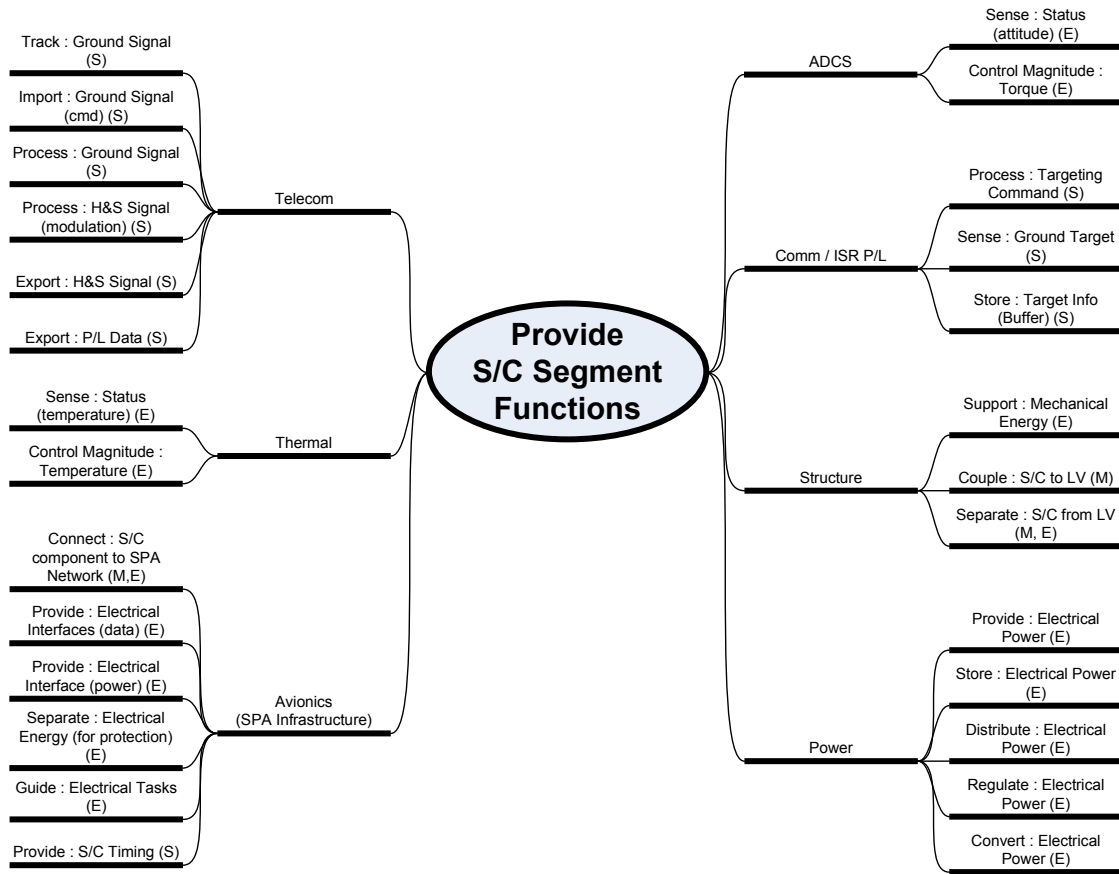 Track : Ground Signal
(S)
Import : Ground Signal
(cmd) (S)
Process : Ground Signal
(S)
Process : H&S Signal
(modulation) (S)
Export : H&S Signal (S)
Export : P/L Data (S)
Telecom
Sense : Status
(temperature) (E)
Control Magnitude :
Temperature (E)
Thermal
Connect : S/C
component to SPA
Network (M,E)
Provide : Electrical
Interfaces (data) (E)
Provide : Electrical
Interface (power) (E)
Separate : Electrical
Energy (for protection)
(E)
Guide : Electrical Tasks
(E)
Provide : S/C Timing (S)
Avionics
(SPA Infrastructure)
Provide
S/C Segment
Functions
ADCS
Sense : Status
(attitude) (E)
Control Magnitude :
Torque (E)
Comm / ISR P/L
Process : Targeting
Command (S)
Sense : Ground Target
(S)
Store : Target Info
(Buffer) (S)
Structure
Support : Mechanical
Energy (E)
Couple : S/C to LV (M)
Separate : S/C from LV
(M, E)
Power
Provide : Electrical
Power (E)
Store : Electrical Power
(E)
Distribute : Electrical
Power (E)
Regulate : Electrical
Power (E)
Convert : Electrical
Power (E)